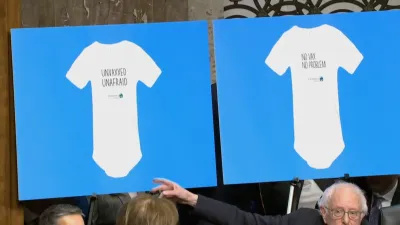 UNVAXXED
UNAFRAID
NO VAX
NO PROBLEM